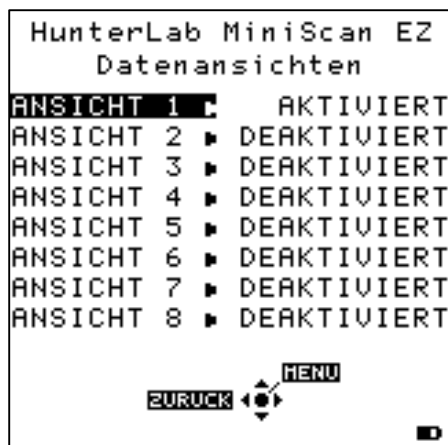 HunterLab MiniScan EZ
Datenansichten
ANSICHT 1 AKTIVIERT
ANSICHT 2 DEAKTIVIERT
ANSICHT 3 DEAKTIVIERT
ANSICHT 4 DEAKTIVIERT
ANSICHT 5 DEAKTIVIERT
ANSICHT 6 DEAKTIVIERT
ANSICHT 7 DEAKTIVIERT
ANSICHT 8 DEAKTIVIERT
MENU
ZURUCK